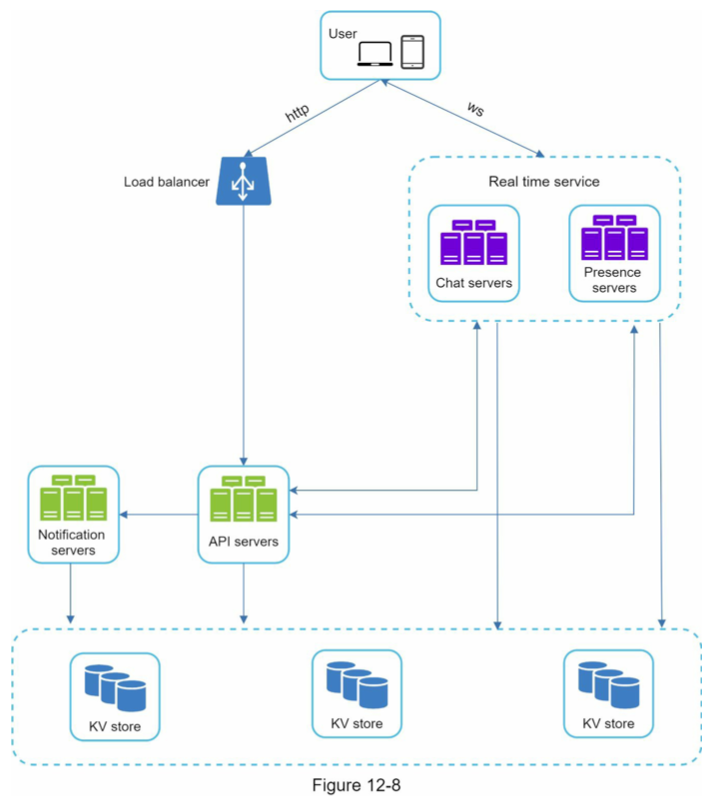 User
http
ws
Load balancer
Real time service
Chat servers
Presence
servers
Notification
servers
API servers
KV store
KV store
KV store
Figure 12-8